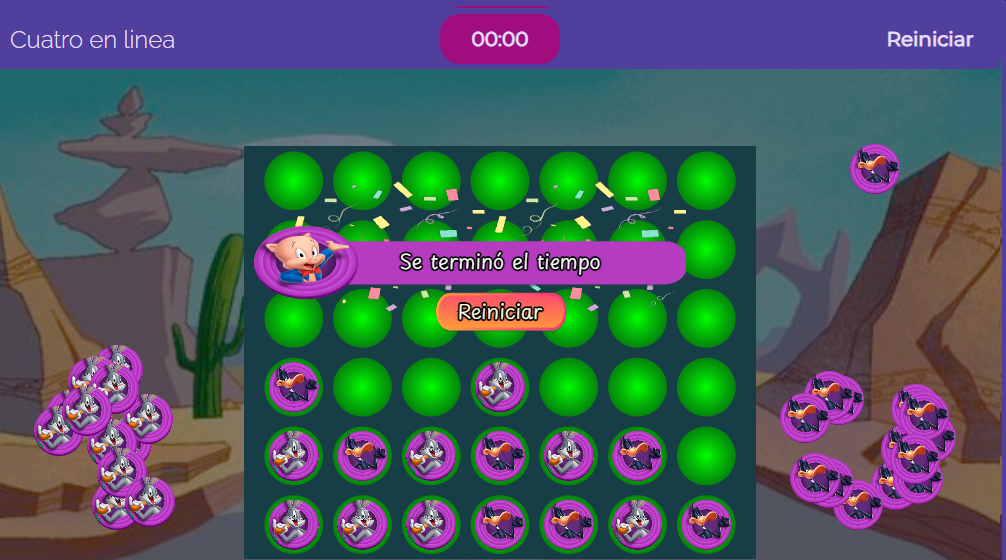 Cuatro en linea
00:00
Reiniciar
Se terminó el tiempo
Reiniciar